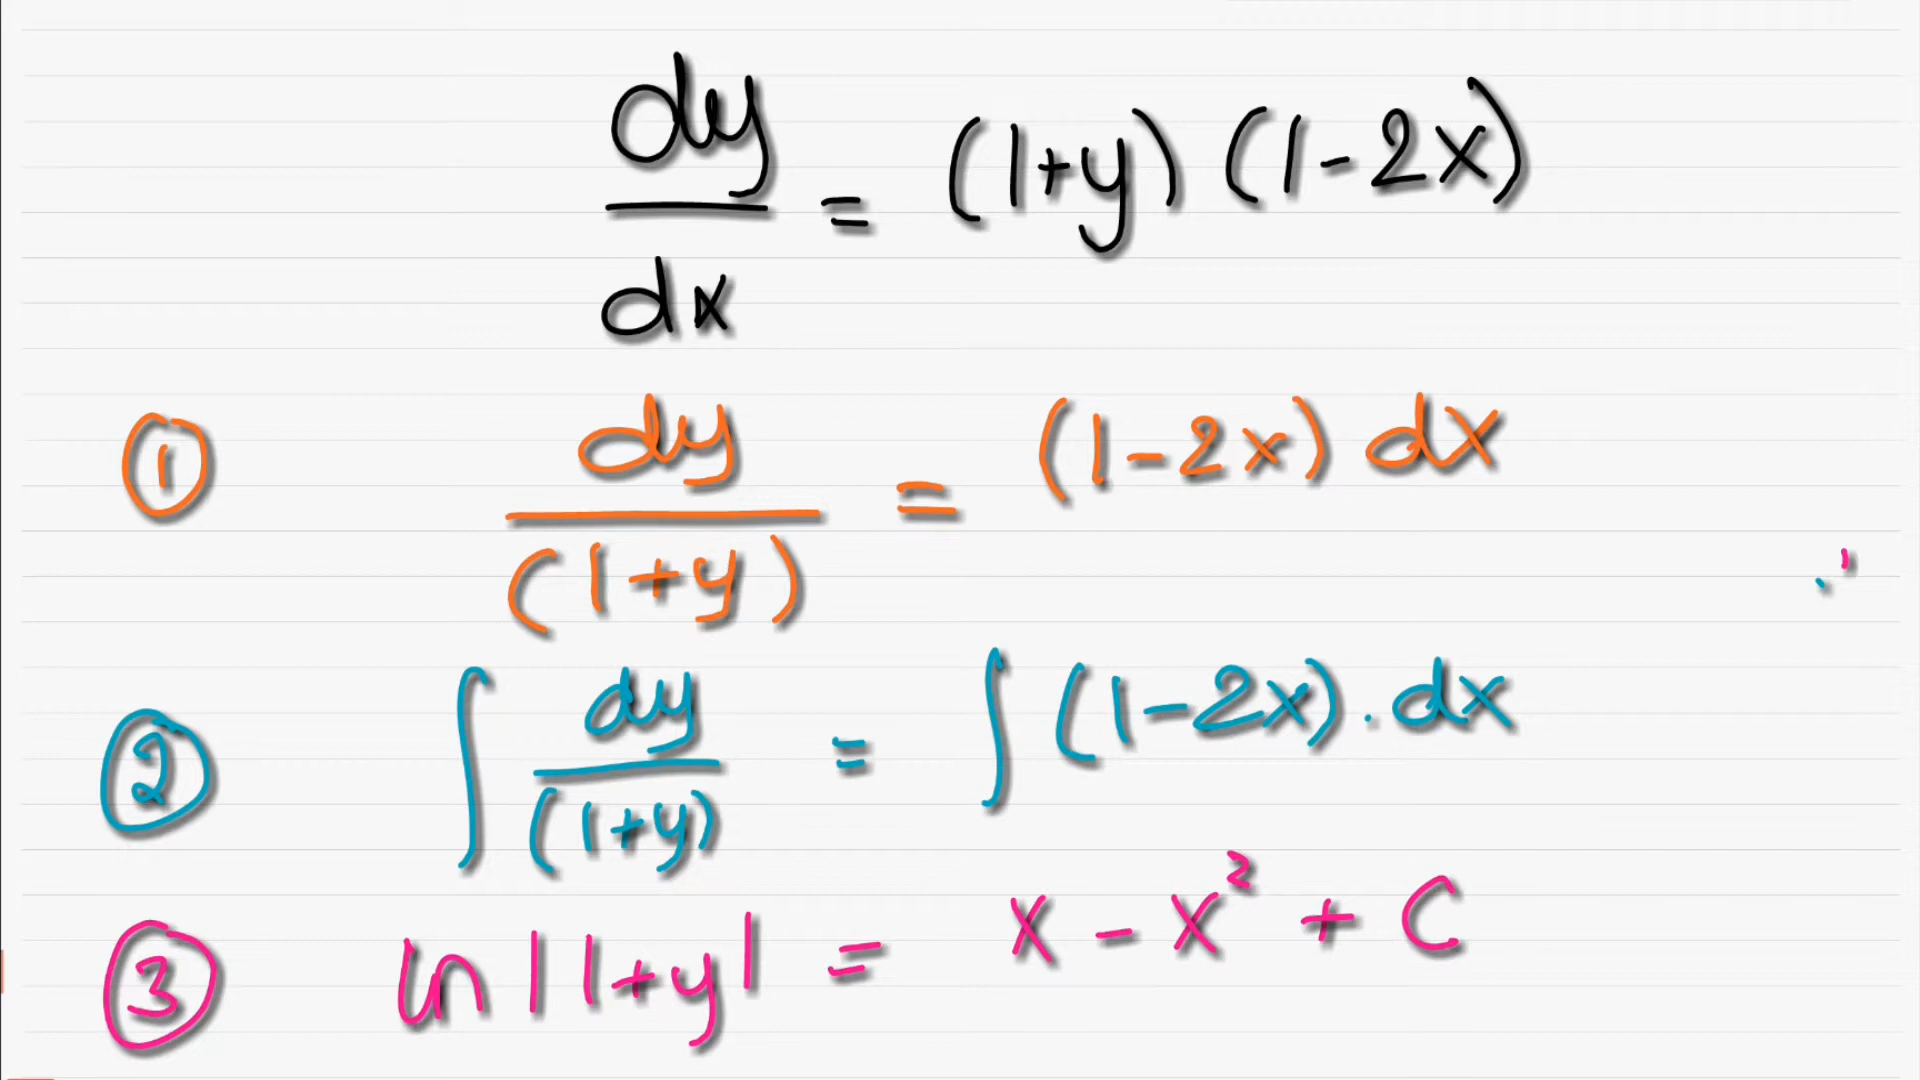 dy/dx = (1+y) (1-2x)
① dy/(1+y) = (1-2x) dx
② ∫ dy/(1+y) = ∫ (1-2x) . dx
③ ln |1+y| = x - x² + C